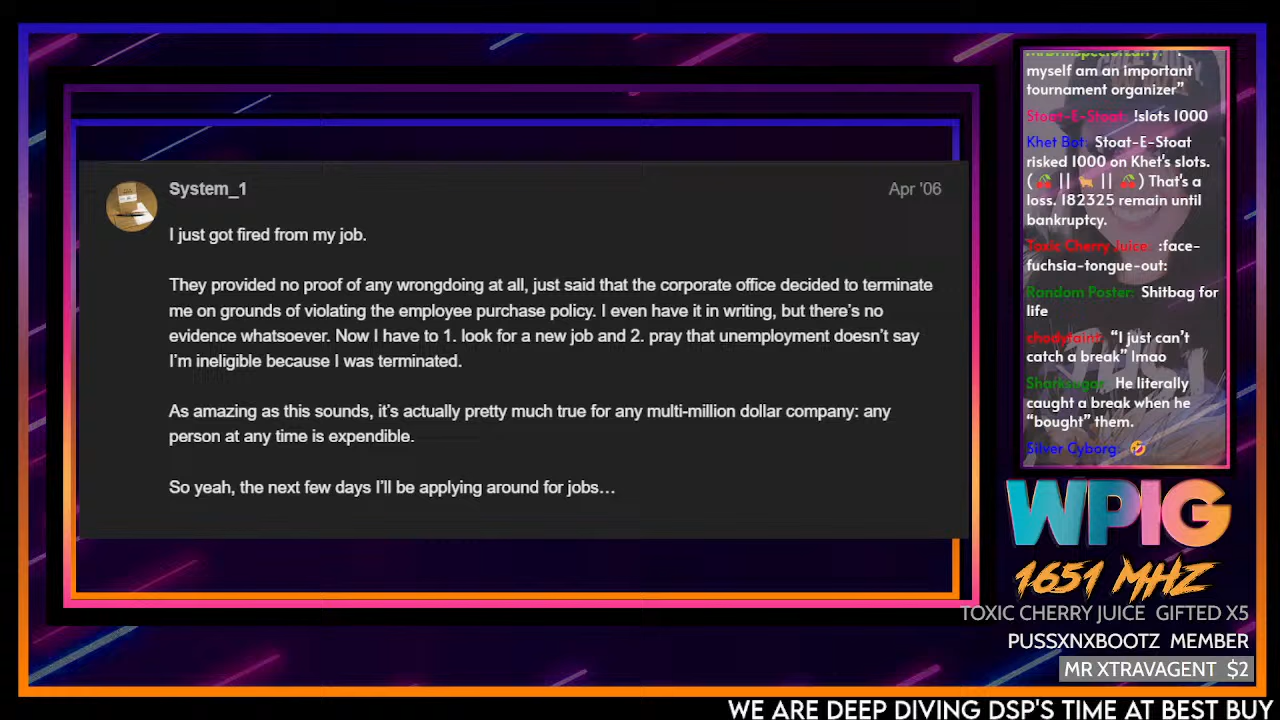 System_1
Apr '06
I just got fired from my job.
They provided no proof of any wrongdoing at all, just said that the corporate office decided to terminate
me on grounds of violating the employee purchase policy. I even have it in writing, but there's no
evidence whatsoever. Now I have to 1. look for a new job and 2. pray that unemployment doesn't say
I'm ineligible because I was terminated.
As amazing as this sounds, it's actually pretty much true for any multi-million dollar company: any
person at any time is expendible.
So yeah, the next few days I'll be applying around for jobs…
myself am an important
tournament organizer”
Stoat-E-Stoat: !slots 1000
Khet Bot: Stoat-E-Stoat
risked 1000 on Khet's slots.
(🍒 || 🐕 || 🍒) That's a
loss. 182325 remain until
bankruptcy.
Toxic Cherry Juice: :face-
fuchsia-tongue-out:
Random Poster: Shitbag for
life
chodytaint: “I just can't
catch a break” lmao
Sharksugar: He literally
caught a break when he
“bought” them.
Silver Cyborg: 🤣
WPIG
1651 MHZ
TOXIC CHERRY JUICE GIFTED X5
PUSSXNXBOOTZ MEMBER
MR XTRAVAGENT $2
WE ARE DEEP DIVING DSP'S TIME AT BEST BUY